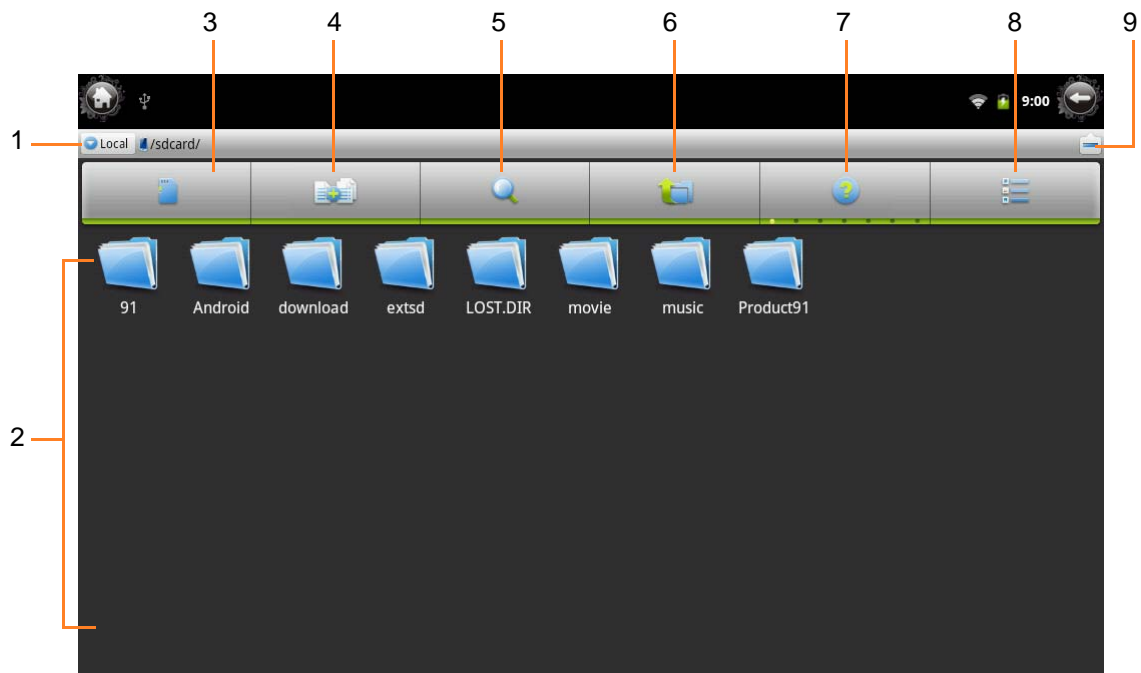 3 4 5 6 7 8 9
9:00
1
Local /sdcard/
?
91 Android download extsd LOST.DIR movie music Product91
2